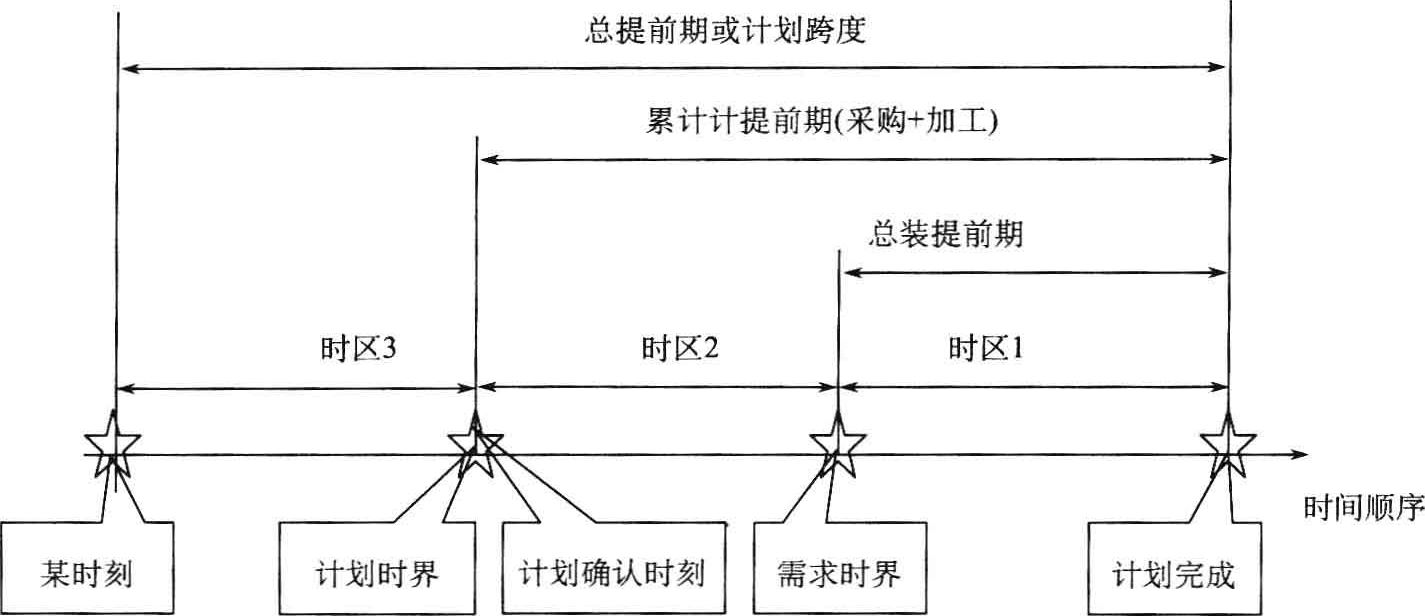 总提前期或计划跨度
累计计提前期(采购+加工)
总装提前期
时区3
时区2
时区1
时间顺序
某时刻
计划时界
计划确认时刻
需求时界
计划完成